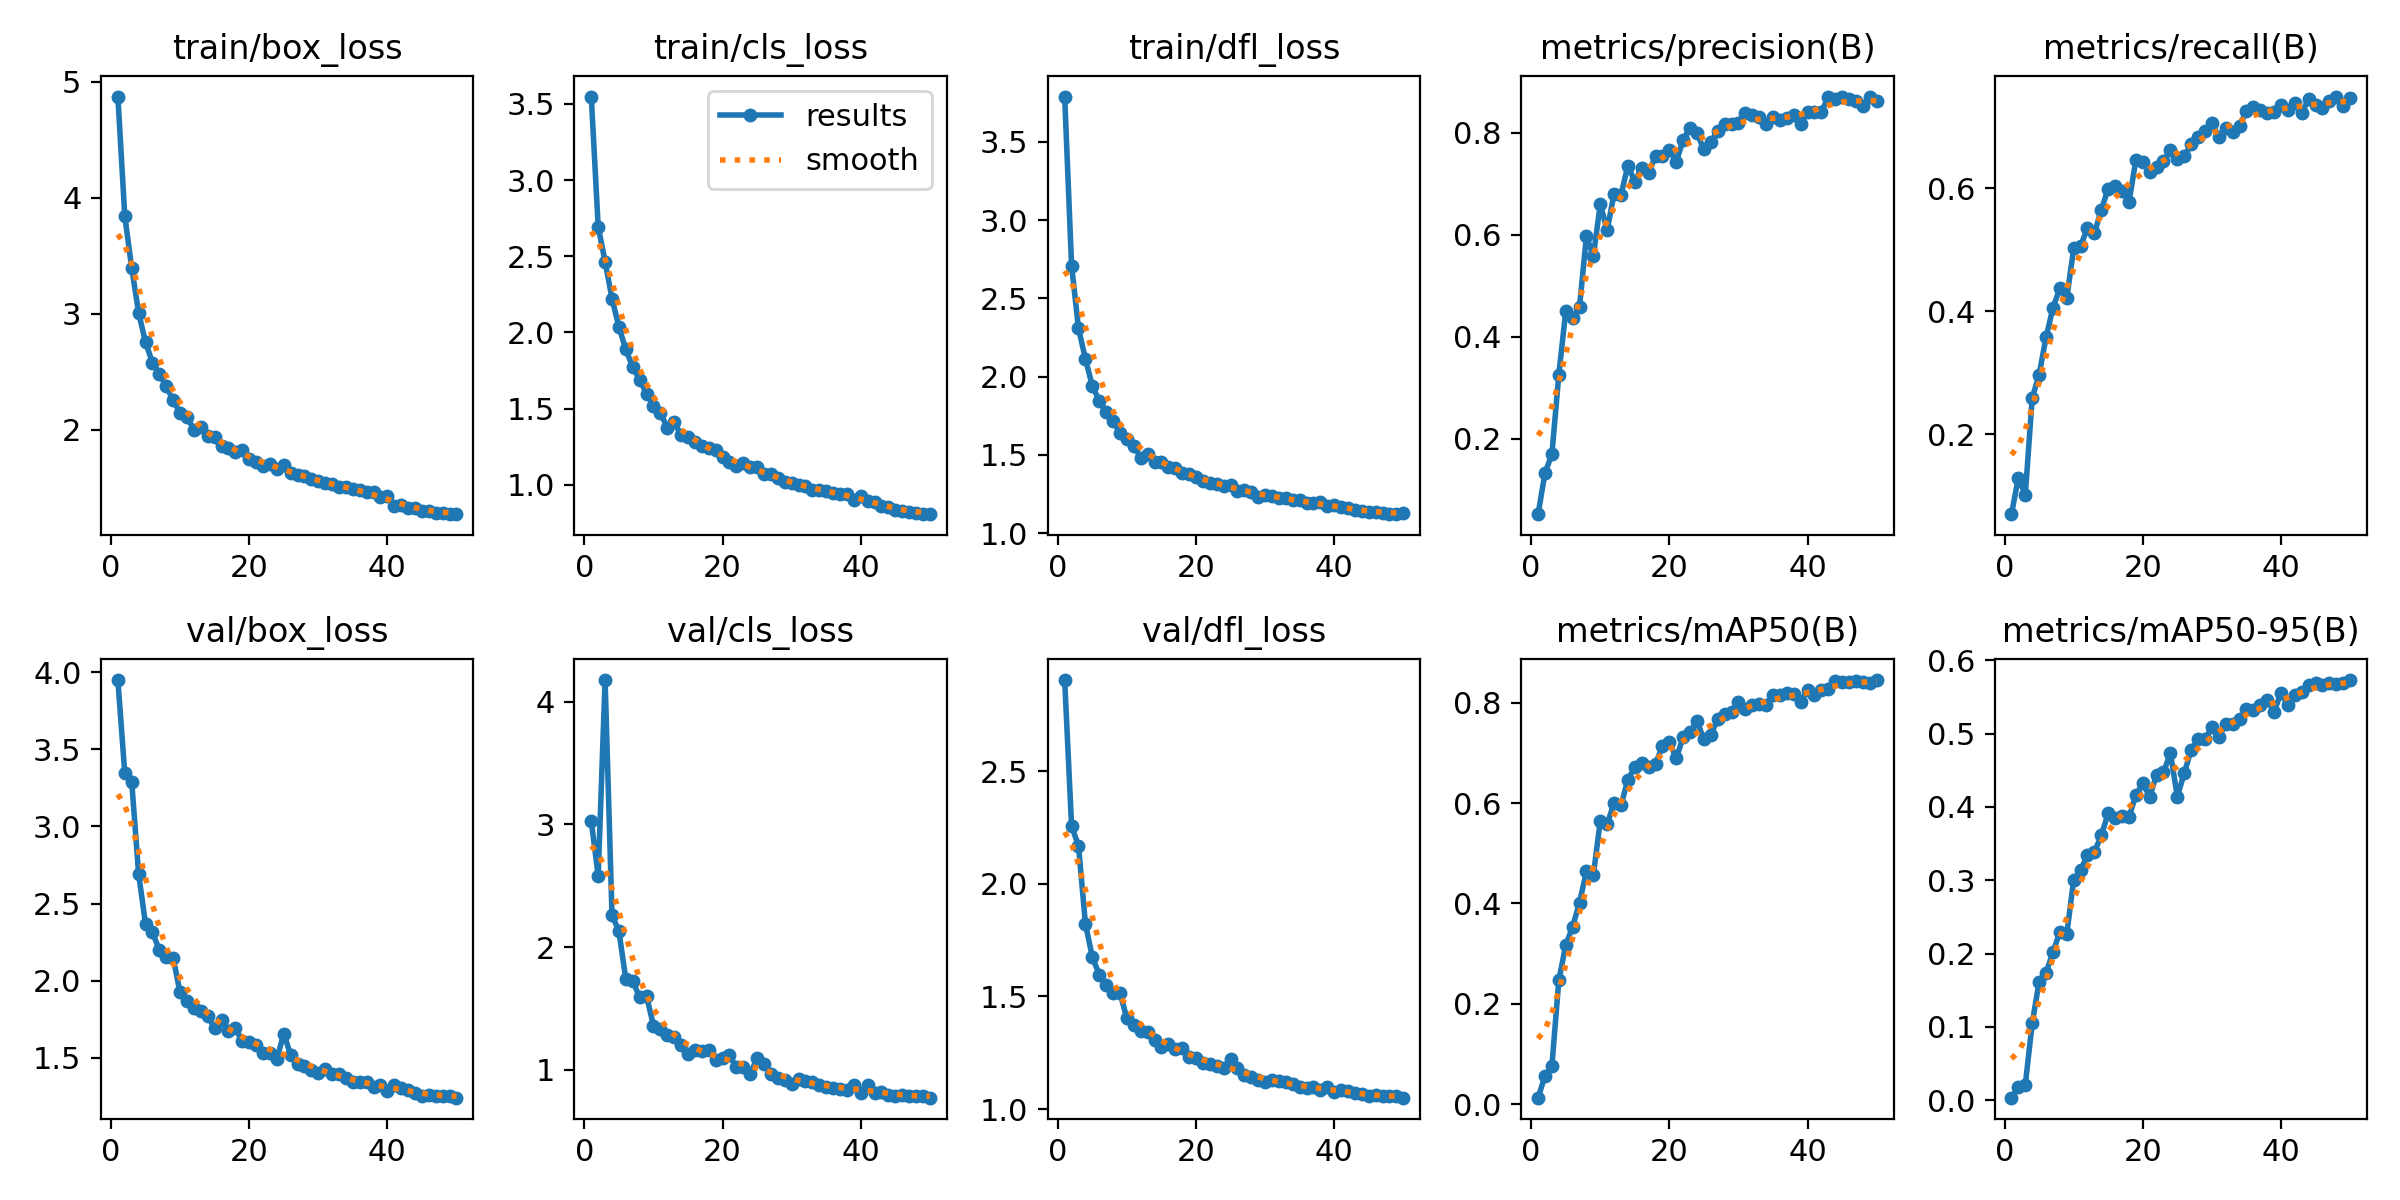 train/box_loss
train/cls_loss
train/dfl_loss
metrics/precision(B)
metrics/recall(B)
5
4
3
2
0 20 40
3.5
3.0
2.5
2.0
1.5
1.0
0 20 40
results
smooth
3.5
3.0
2.5
2.0
1.5
1.0
0 20 40
0.8
0.6
0.4
0.2
0 20 40
0.6
0.4
0.2
0 20 40
val/box_loss
val/cls_loss
val/dfl_loss
metrics/mAP50(B)
metrics/mAP50-95(B)
4.0
3.5
3.0
2.5
2.0
1.5
0 20 40
4
3
2
1
0 20 40
2.5
2.0
1.5
1.0
0 20 40
0.8
0.6
0.4
0.2
0.0
0 20 40
0.6
0.5
0.4
0.3
0.2
0.1
0.0
0 20 40